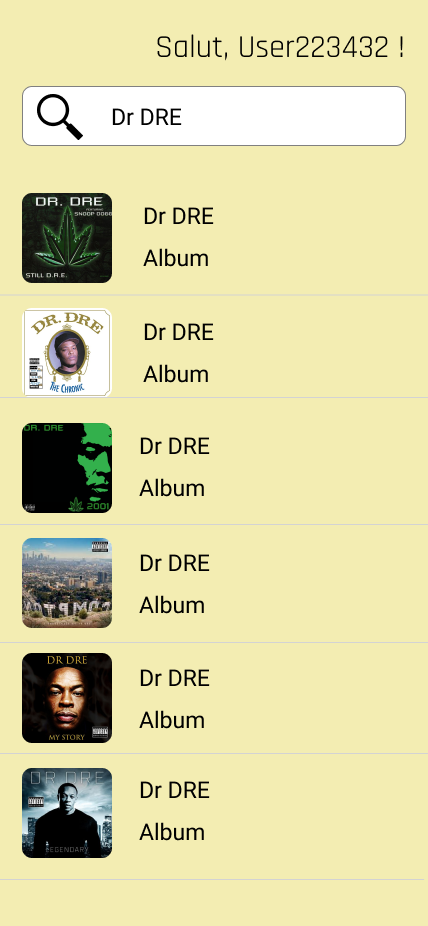 Salut, User223432 !
Dr DRE
DR. DRE
FEATURING
SNOOP DOGG
STILL D.R.E.
Dr DRE
Album
DR. DRE
THE CHRONIC
Dr DRE
Album
DR. DRE
2001
Dr DRE
Album
Dr DRE
Album
DR DRE
MY STORY
Dr DRE
Album
DR DRE
LEGENDARY
Dr DRE
Album